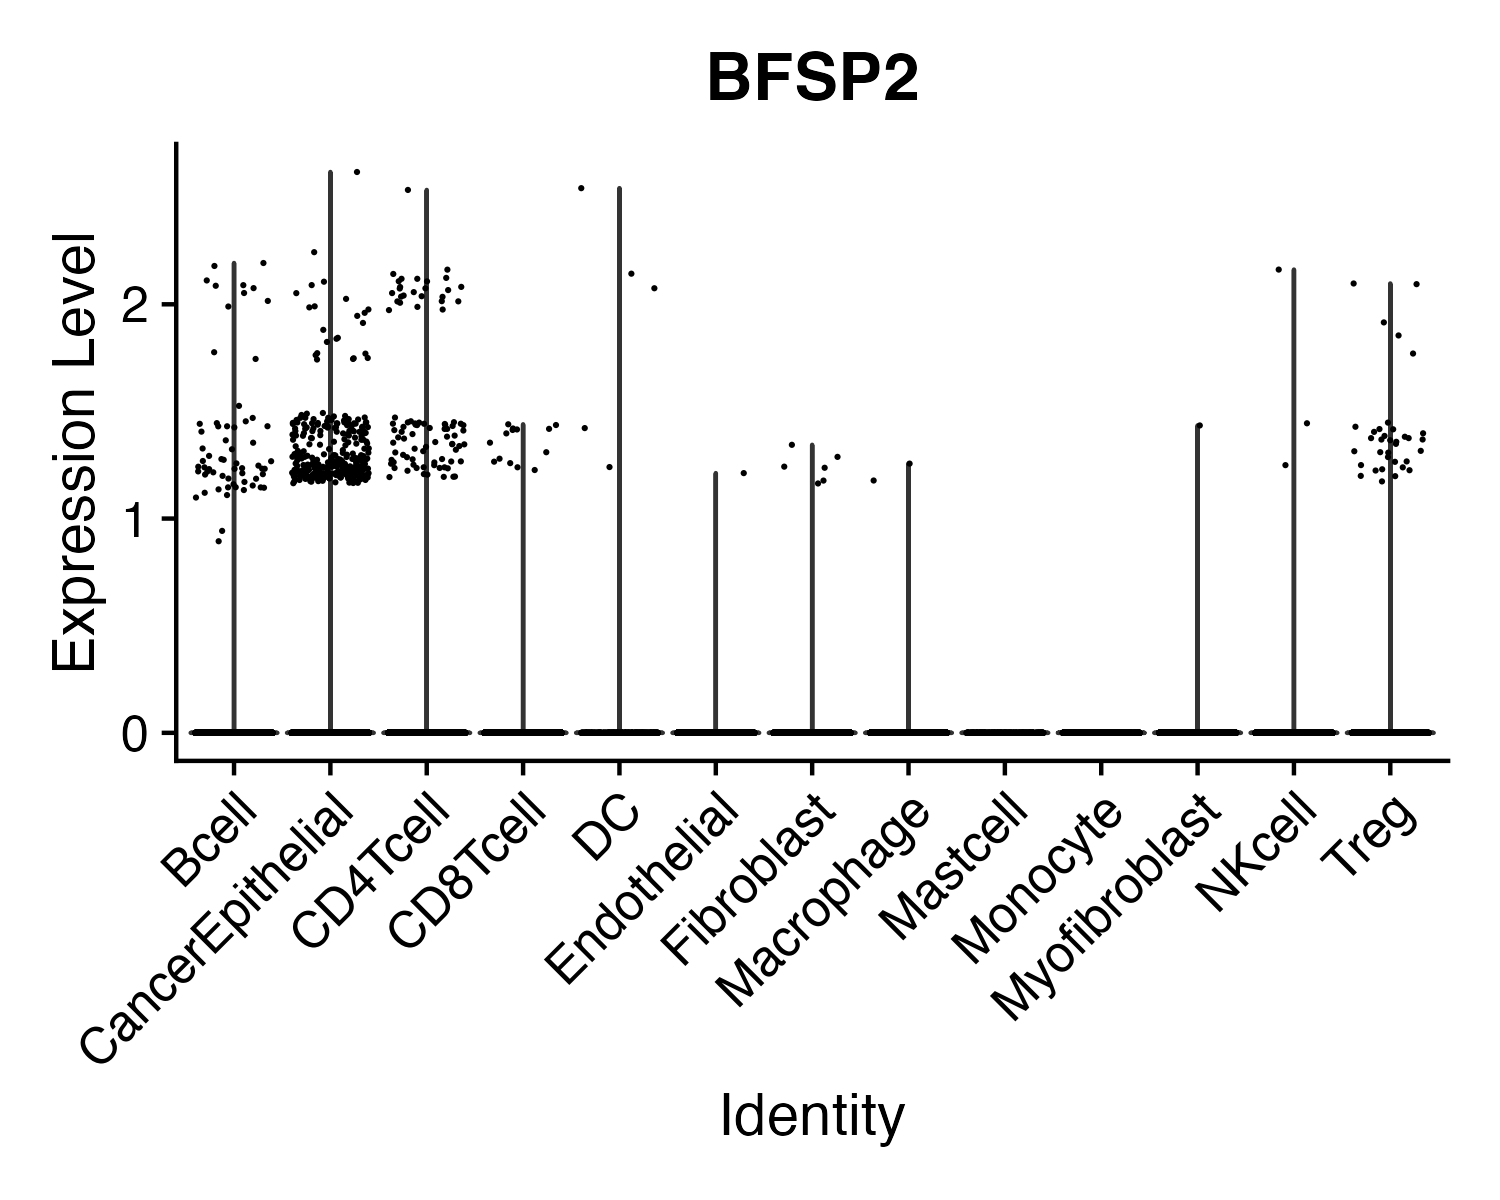 BFSP2
Expression Level
2
1
0
Bcell
CancerEpithelial
CD4Tcell
CD8Tcell
DC
Endothelial
Fibroblast
Macrophage
Mastcell
Monocyte
Myofibroblast
NKcell
Treg
Identity